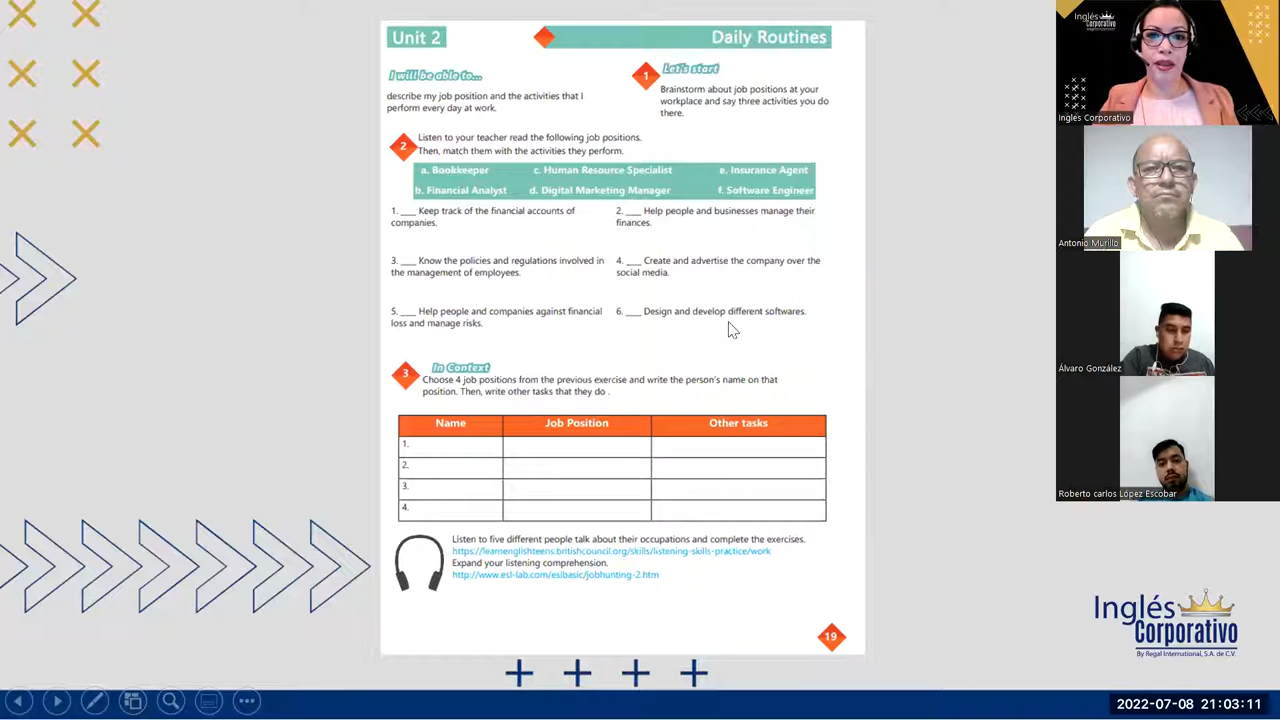 Unit 2
Daily Routines
I will be able to...
describe my job position and the activities that I
perform every day at work.
1
Let's start
Brainstorm about job positions at your
workplace and say three activities you do
there.
2
Listen to your teacher read the following job positions.
Then, match them with the activities they perform.
a. Bookkeeper
c. Human Resource Specialist
e. Insurance Agent
b. Financial Analyst
d. Digital Marketing Manager
f. Software Engineer
1. ___ Keep track of the financial accounts of
companies.
2. ___ Help people and businesses manage their
finances.
3. ___ Know the policies and regulations involved in
the management of employees.
4. ___ Create and advertise the company over the
social media.
5. ___ Help people and companies against financial
loss and manage risks.
6. ___ Design and develop different softwares.
3
In Context
Choose 4 job positions from the previous exercise and write the person's name on that
position. Then, write other tasks that they do .
Name
Job Position
Other tasks
1.
2.
3.
4.
Listen to five different people talk about their occupations and complete the exercises.
https://learnenglishteens.britishcouncil.org/skills/listening-skills-practice/work
Expand your listening comprehension.
http://www.esl-lab.com/eslbasic/jobhunting-2.htm
19
Inglés
Corporativo
Inglés Corporativo
Antonio Murillo
Álvaro González
Roberto carlos López Escobar
Inglés
Corporativo
By Regal International, S.A. de C.V.
2022-07-08 21:03:11